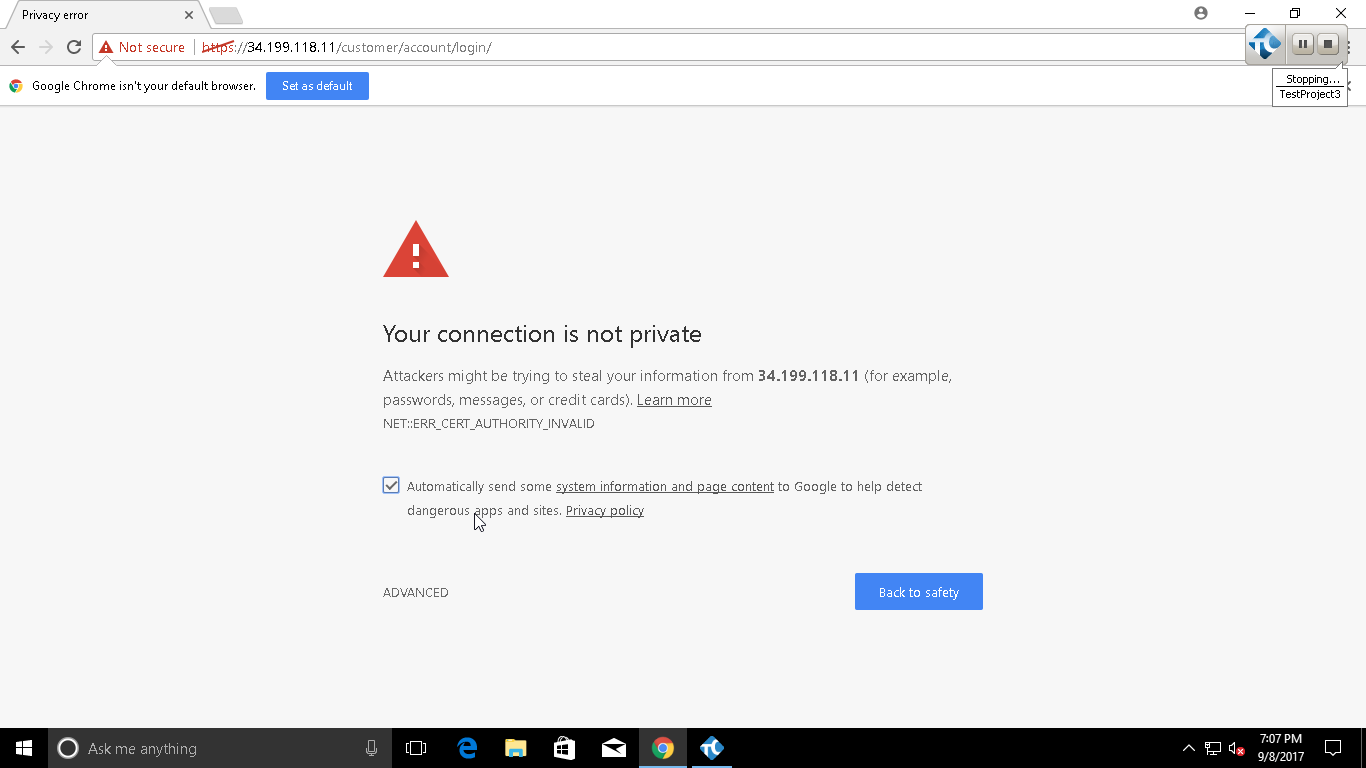 Privacy error
Not secure
https://34.199.118.11/customer/account/login/
Google Chrome isn't your default browser.
Set as default
Stopping...
TestProject3
Your connection is not private
Attackers might be trying to steal your information from 34.199.118.11 (for example,
passwords, messages, or credit cards). Learn more
NET::ERR_CERT_AUTHORITY_INVALID
Automatically send some system information and page content to Google to help detect
dangerous apps and sites. Privacy policy
ADVANCED
Back to safety
Ask me anything
7:07 PM
9/8/2017